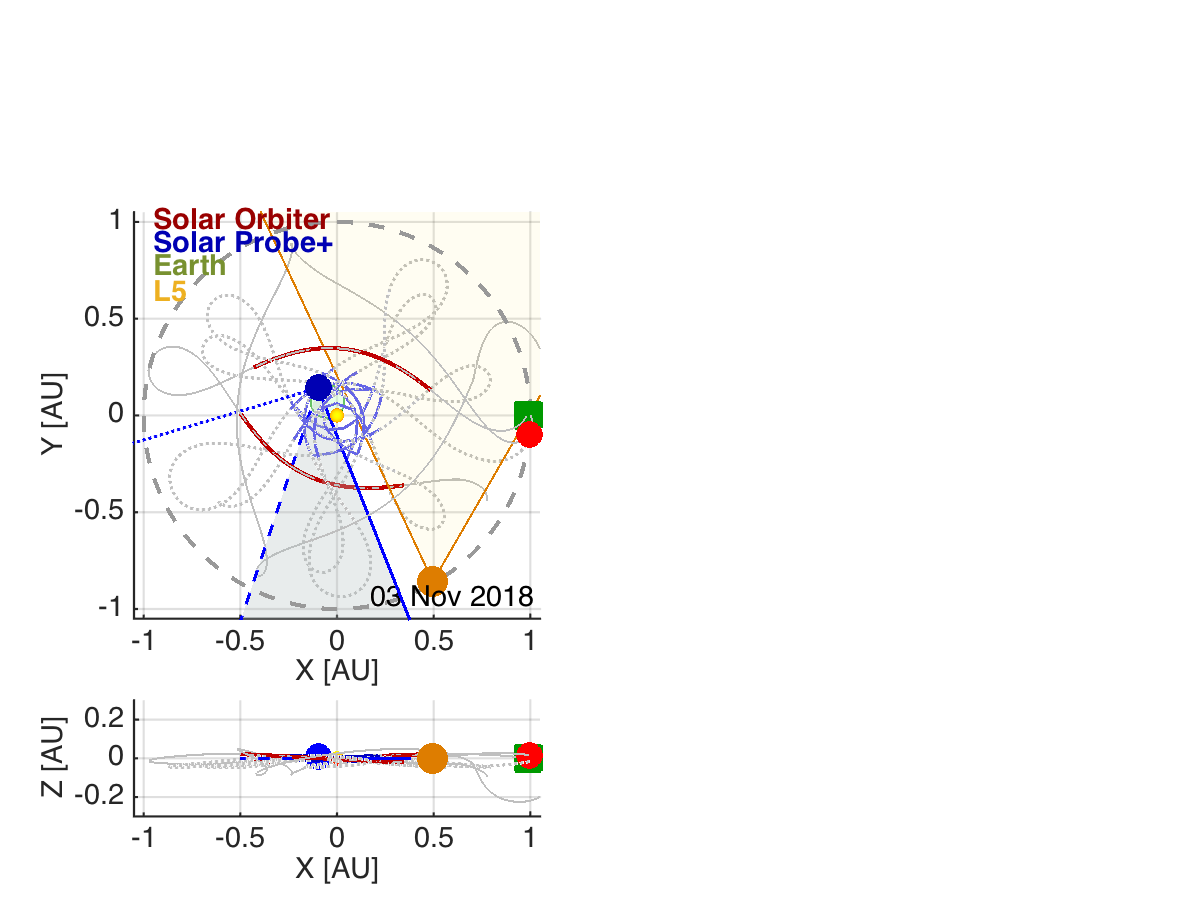 Solar Orbiter
Solar Probe+
Earth
L5
1
0.5
0
-0.5
-1
Y [AU]
03 Nov 2018
-1 -0.5 0 0.5 1
X [AU]
0.2
0
-0.2
Z [AU]
-1 -0.5 0 0.5 1
X [AU]